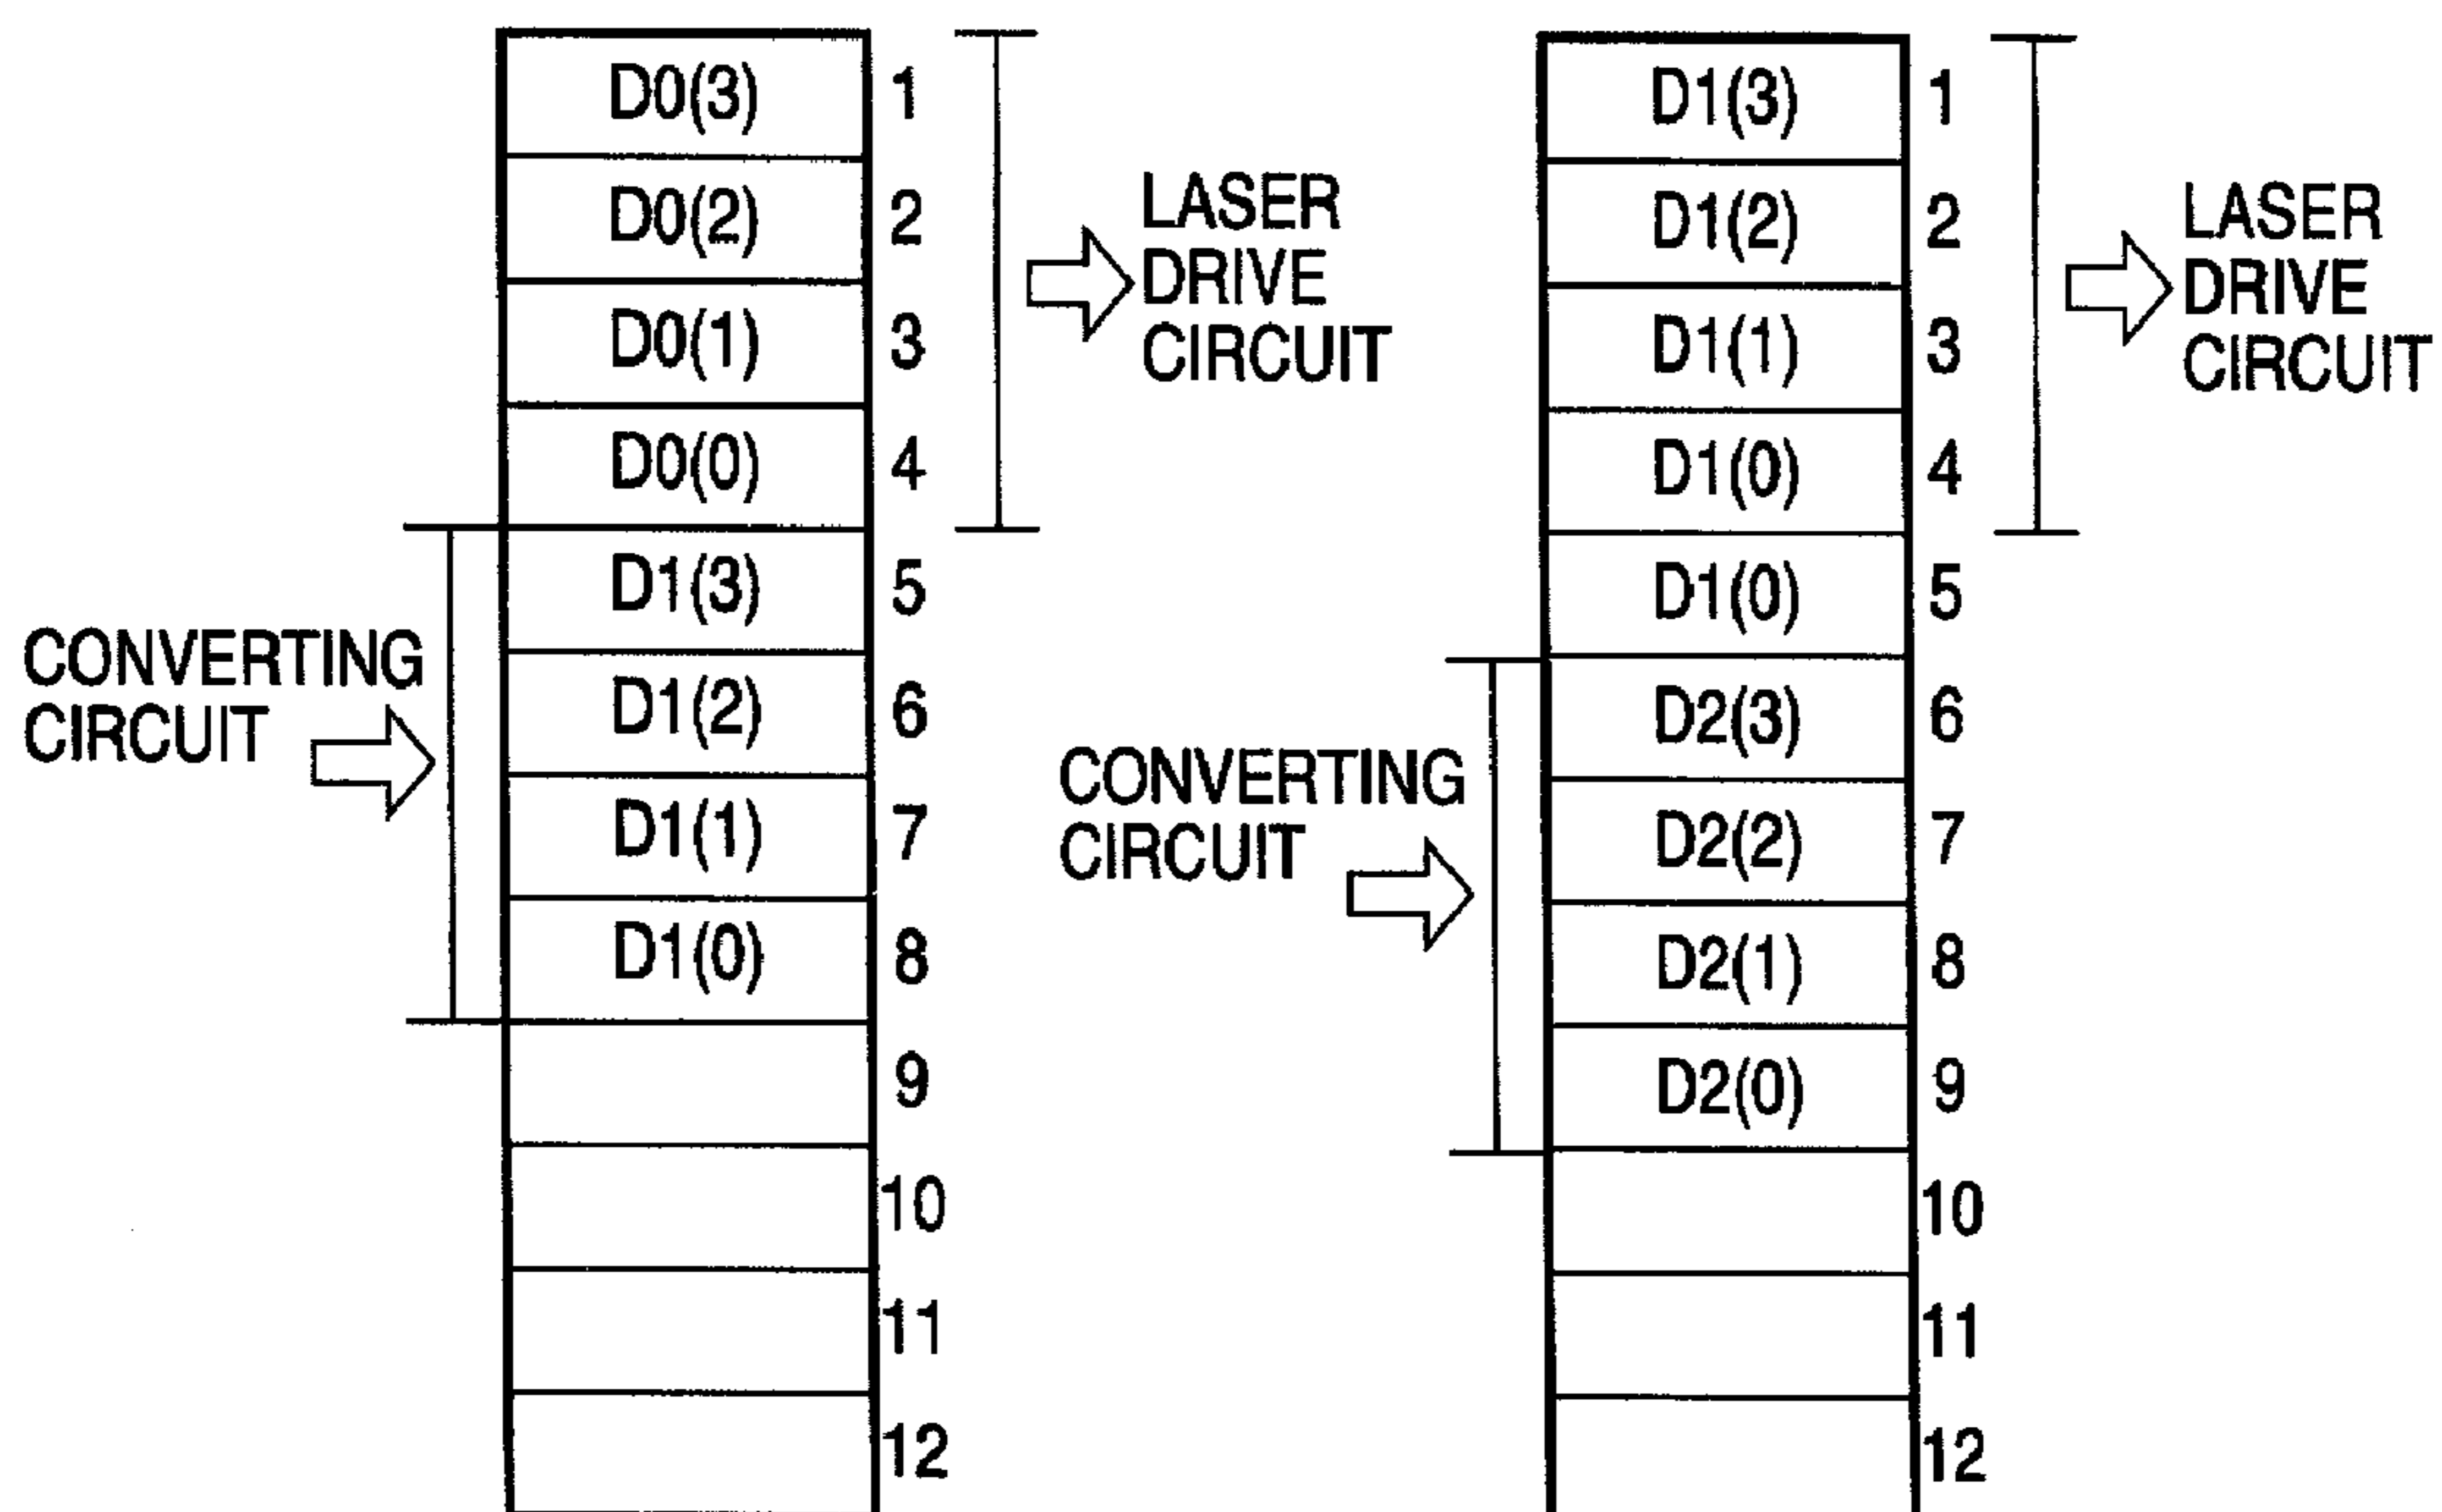 D0(3) 1
D0(2) 2
D0(1) 3
D0(0) 4
D1(3) 5
D1(2) 6
D1(1) 7
D1(0) 8
9
10
11
12
LASER
DRIVE
CIRCUIT
CONVERTING
CIRCUIT
D1(3) 1
D1(2) 2
D1(1) 3
D1(0) 4
D1(0) 5
D2(3) 6
D2(2) 7
D2(1) 8
D2(0) 9
10
11
12
LASER
DRIVE
CIRCUIT
CONVERTING
CIRCUIT